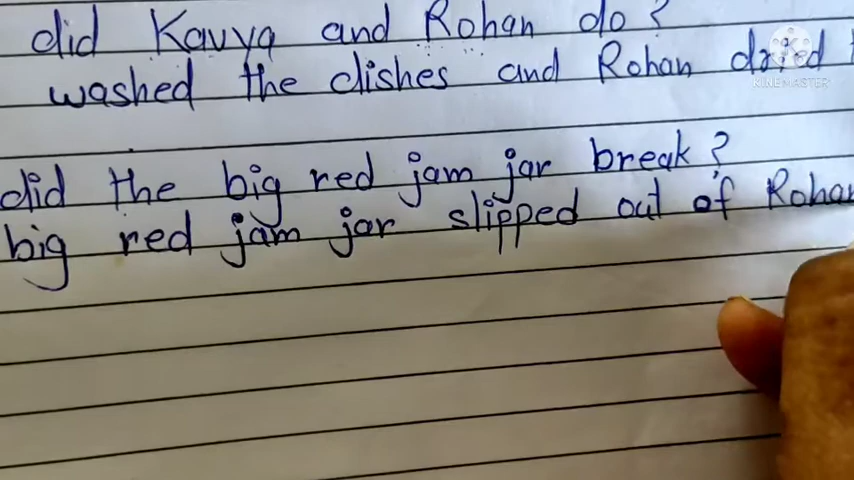 did Kavya and Rohan do?
washed the dishes and Rohan dried
KINEMASTER
did the big red jam jar break?
big red jam jar slipped out of Rohan